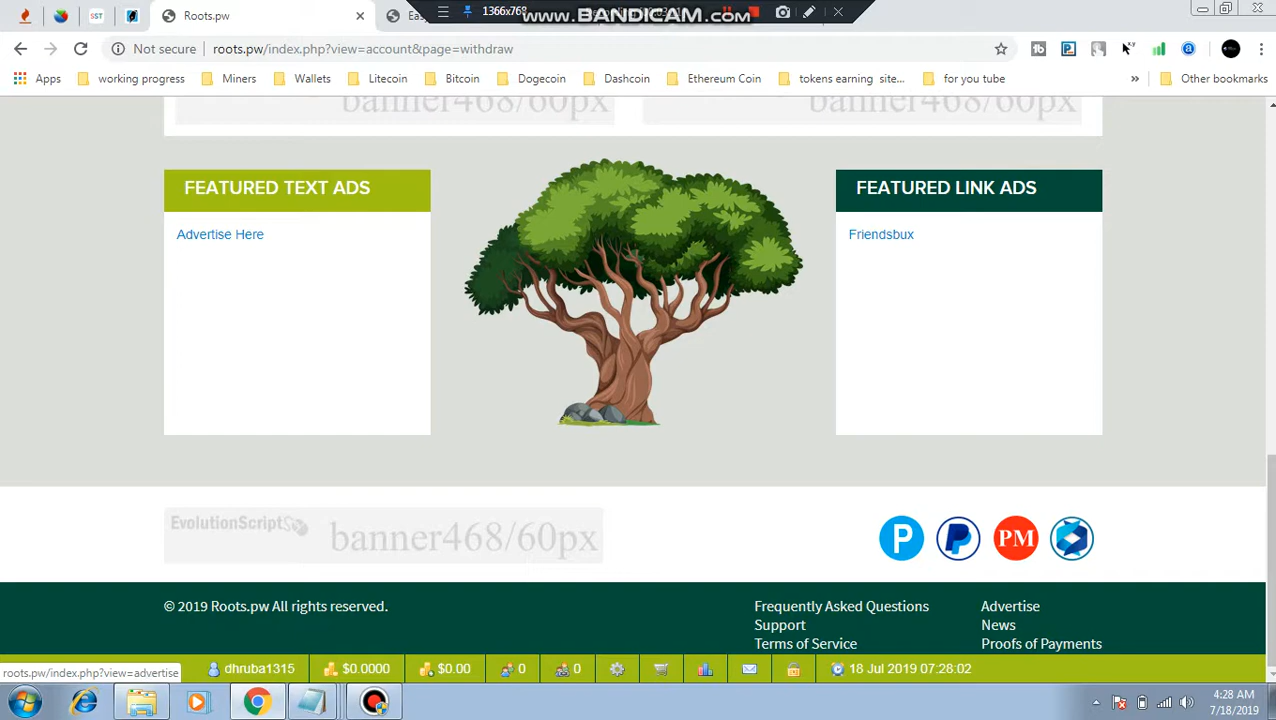 1366x768
www.BANDICAM.com
Roots.pw
Not secure
roots.pw/index.php?view=account&page=withdraw
Apps working progress Miners Wallets Litecoin Bitcoin Dogecoin Dashcoin Ethereum Coin tokens earning site... for you tube » Other bookmarks
banner468/60px banner468/60px
FEATURED TEXT ADS
Advertise Here
FEATURED LINK ADS
Friendsbux
EvolutionScript
banner468/60px
P PM
© 2019 Roots.pw All rights reserved.
Frequently Asked Questions
Support
Terms of Service
Advertise
News
Proofs of Payments
roots.pw/index.php?view=advertise
dhruba1315 $0.0000 $0.00 0 0 18 Jul 2019 07:28:02
4:28 AM
7/18/2019